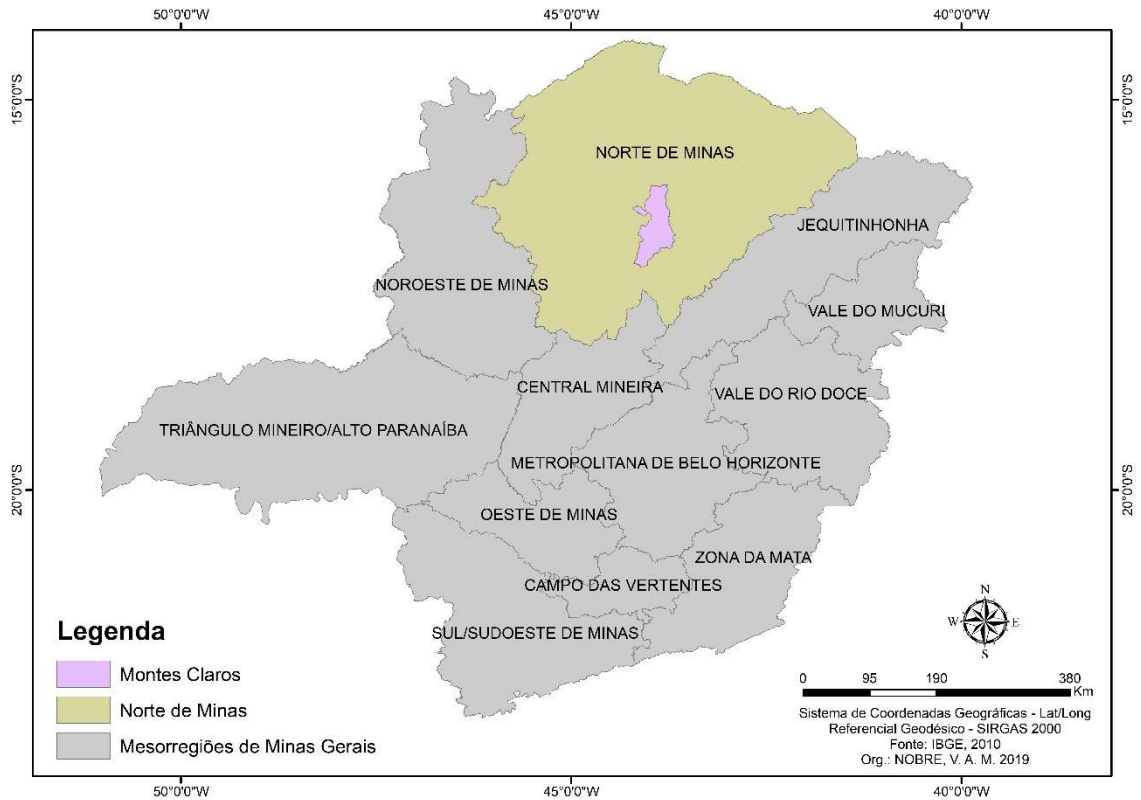 50°0'0"S
45°0'0"S
40°0'0"S
15°0'0"S
15°0'0"S
NORTE DE MINAS
JEQUITINHONHA
NOROESTE DE MINAS
VALE DO MUCURI
CENTRAL MINEIRA
VALE DO RIO DOCE
TRIÂNGULO MINEIRO/ALTO PARANAÍBA
METROPOLITANA DE BELO HORIZONTE
20°0'0"S
20°0'0"S
OESTE DE MINAS
ZONA DA MATA
CAMPO DAS VERTENTES
SUL/SUDOESTE DE MINAS
N
W
E
S
Legenda
Montes Claros
Norte de Minas
Mesorregiões de Minas Gerais
0 95 190 380
Km
Sistema de Coordenadas Geográficas - Lat/Long
Referencial Geodésico - SIRGAS 2000
Fonte: IBGE, 2010
Org.: NOBRE, V. A. M. 2019
50°0'0"S
45°0'0"S
40°0'0"S